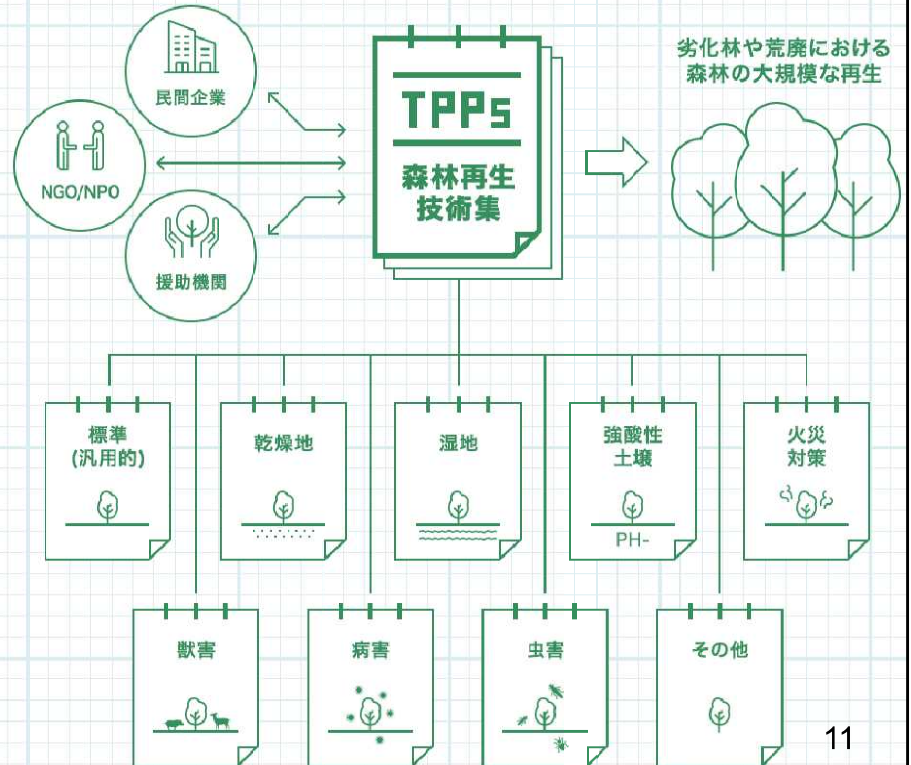 民間企業
NGO/NPO
援助機関
TPPs
森林再生
技術集
劣化林や荒廃における
森林の大規模な再生
標準
(汎用的)
乾燥地
湿地
強酸性
土壌
PH-
火災
対策
獣害
病害
虫害
その他
11